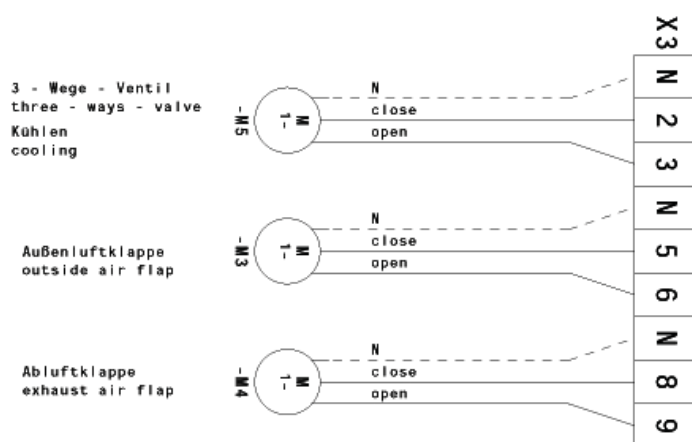 X3
3 - Wege - Ventil
three - ways - valve
Kühlen
cooling
-M5
M
1~
N
close
open
N
2
3
Außenluftklappe
outside air flap
-M3
M
1~
N
close
open
N
5
6
Abluftklappe
exhaust air flap
-M4
M
1~
N
close
open
N
8
9